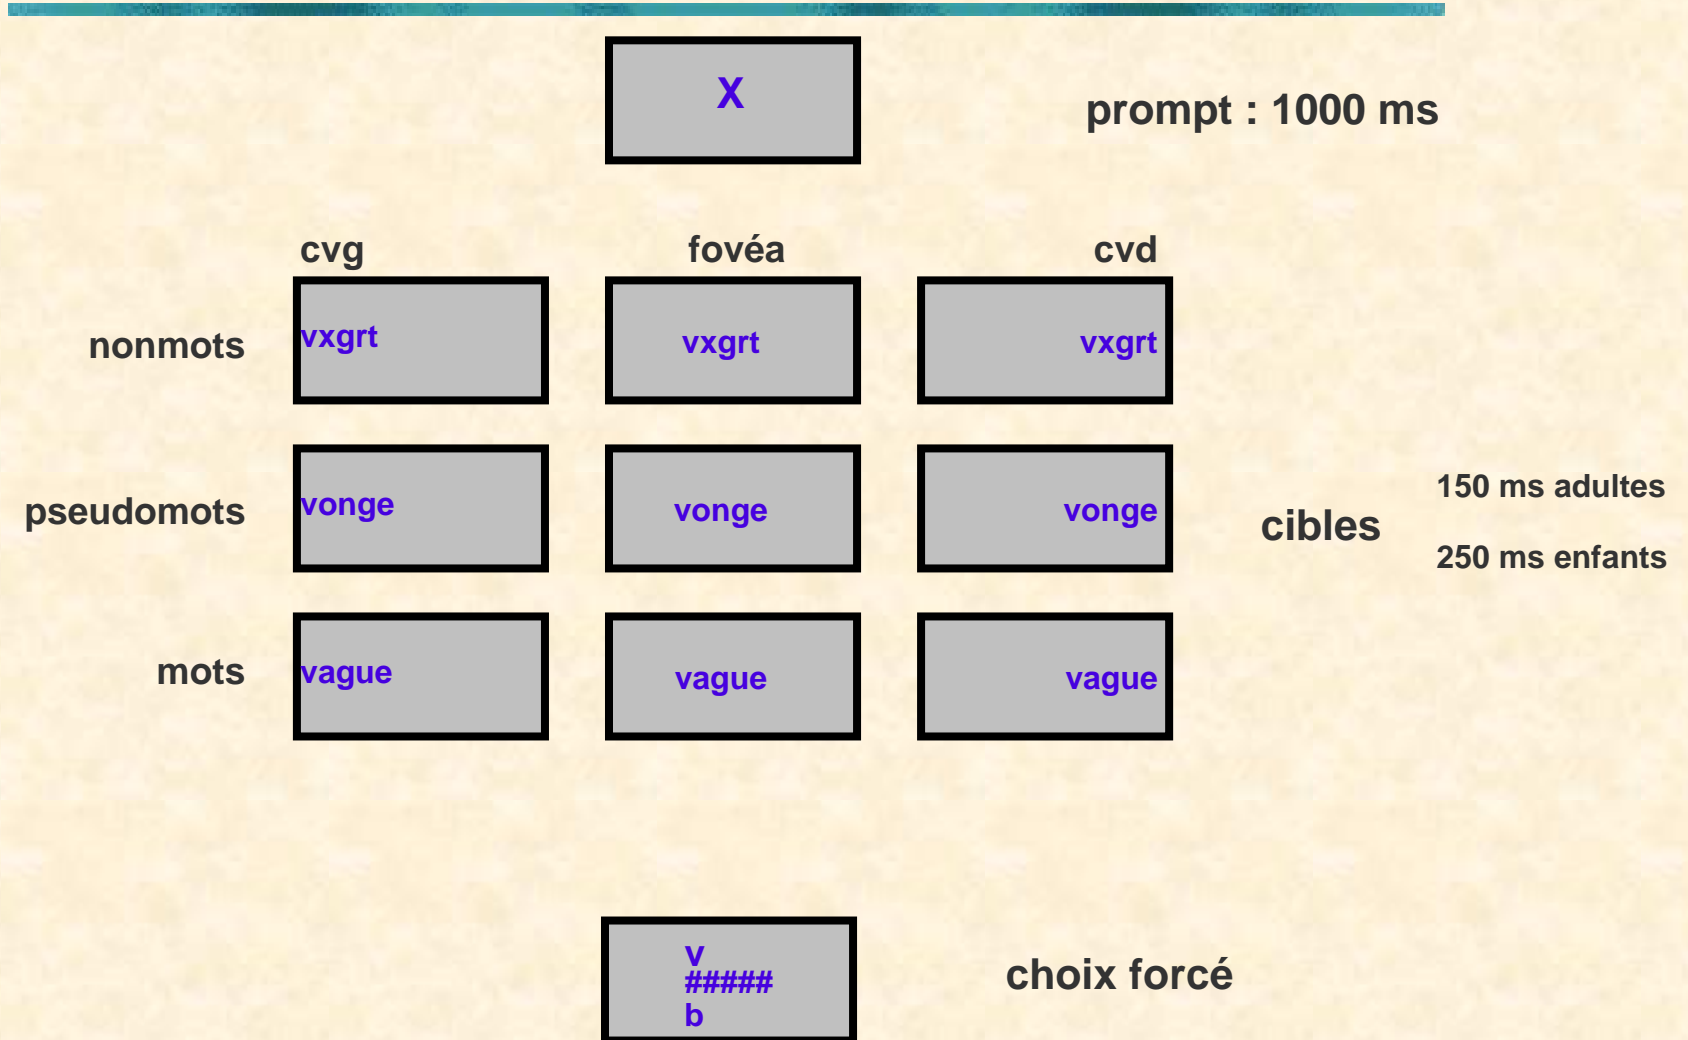 X
prompt : 1000 ms
cvg fovéa cvd
nonmots vxgrt vxgrt vxgrt
150 ms adultes
pseudomots vonge vonge vonge cibles
250 ms enfants
mots vague vague vague
v
#####
b
choix forcé